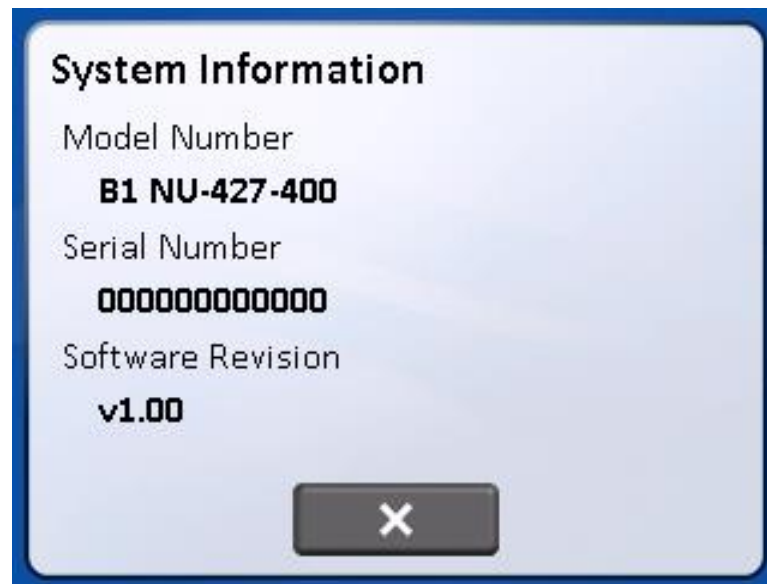 System Information
Model Number
B1 NU-427-400
Serial Number
000000000000
Software Revision
v1.00